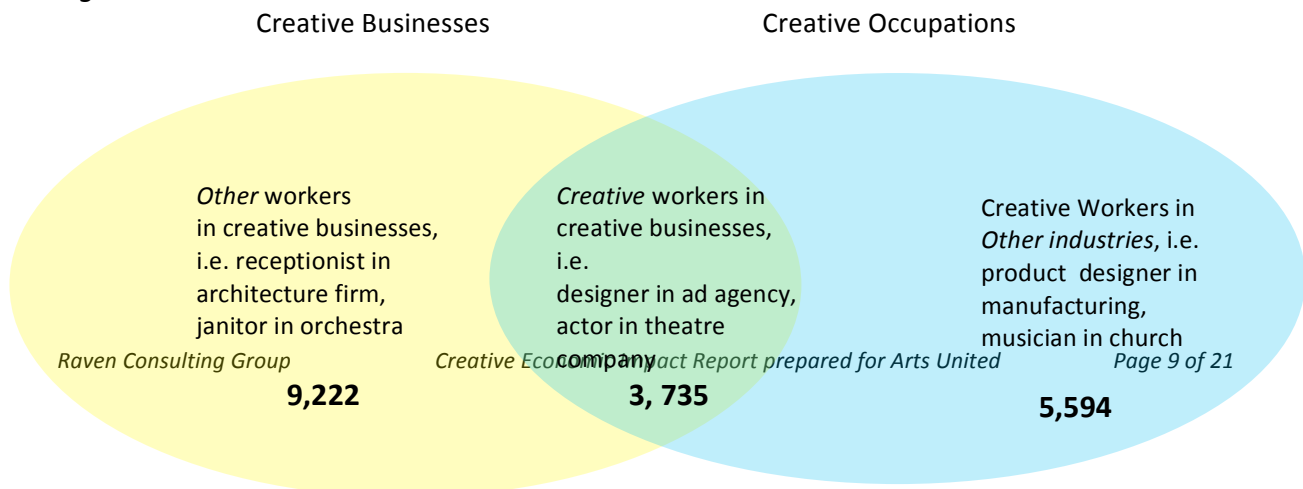 Creative Businesses
Creative Occupations
Other workers
in creative businesses,
i.e. receptionist in
architecture firm,
janitor in orchestra
9,222
Creative workers in
creative businesses,
i.e.
designer in ad agency,
actor in theatre
company
3, 735
Creative Workers in
Other industries, i.e.
product designer in
manufacturing,
musician in church
5,594
Raven Consulting Group
Creative Economic Impact Report prepared for Arts United
Page 9 of 21